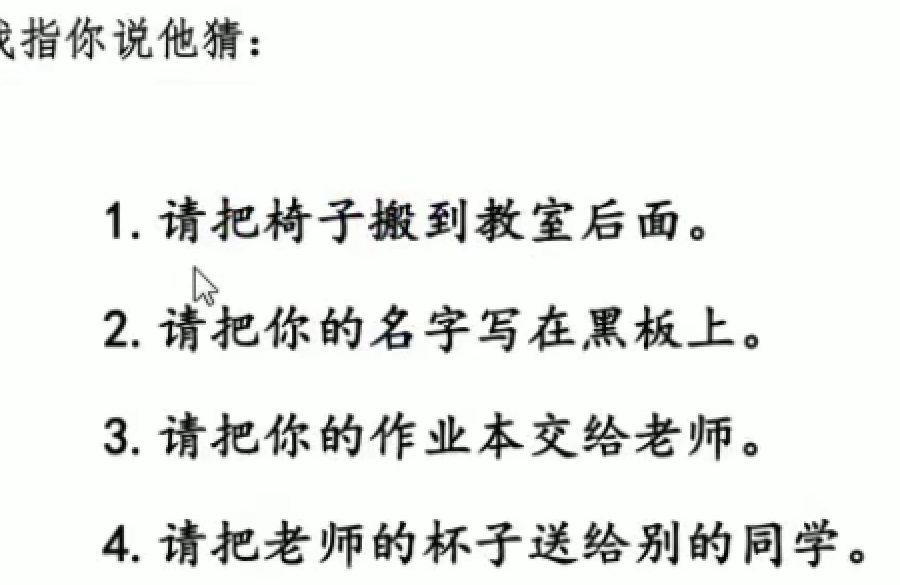 我指你说他猜：
1.请把椅子搬到教室后面。
2.请把你的名字写在黑板上。
3.请把你的作业本交给老师。
4.请把老师的杯子送给别的同学。